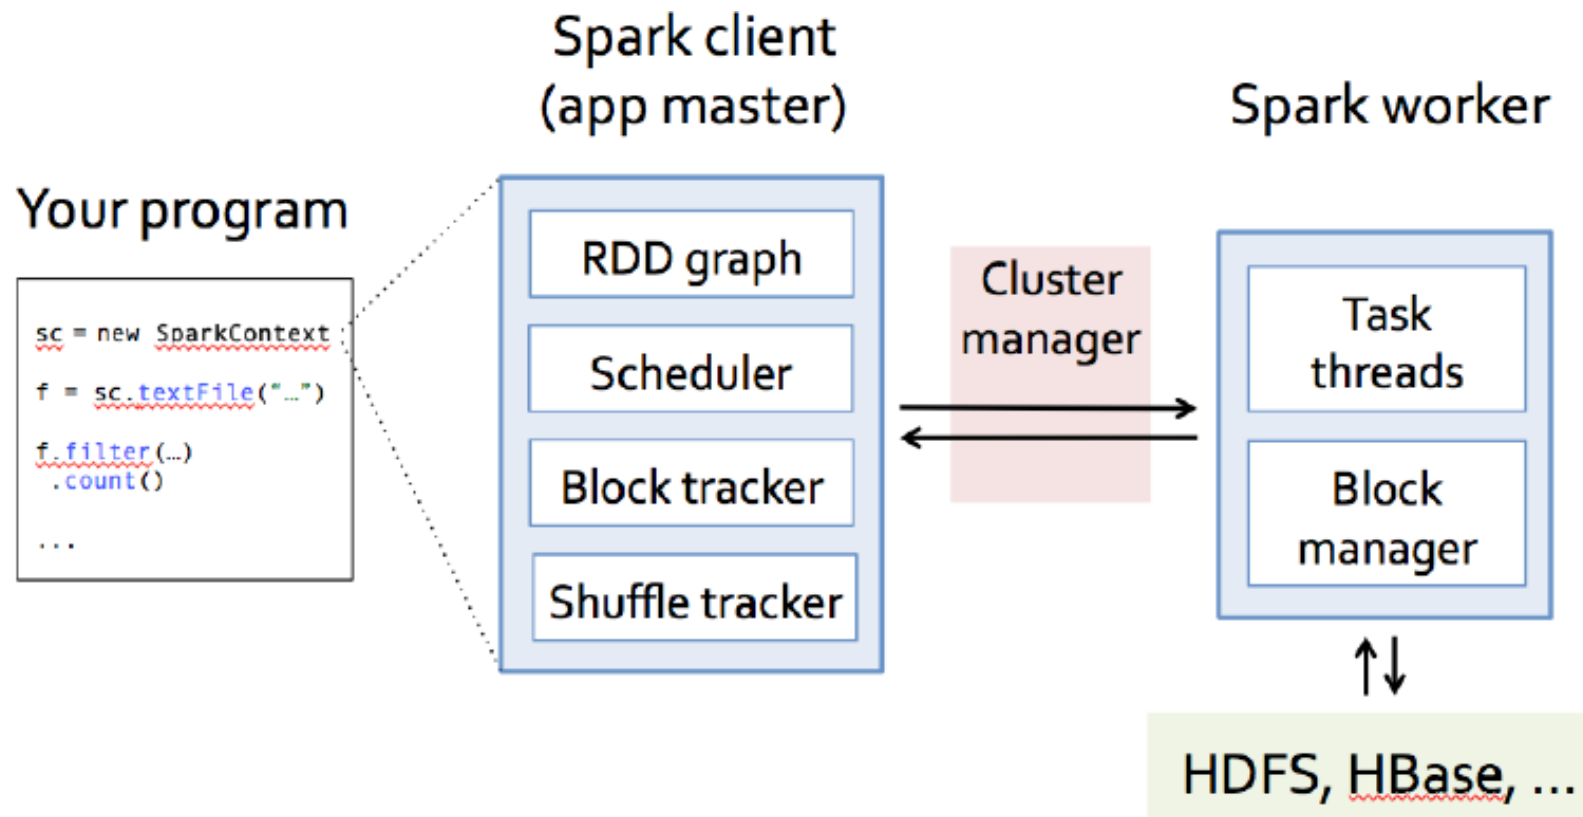 Spark client
(app master)
Spark worker
Your program
sc = new SparkContext
f = sc.textFile("…")
f.filter(…)
.count()
...
RDD graph
Scheduler
Block tracker
Shuffle tracker
Cluster
manager
Task
threads
Block
manager
HDFS, HBase, …